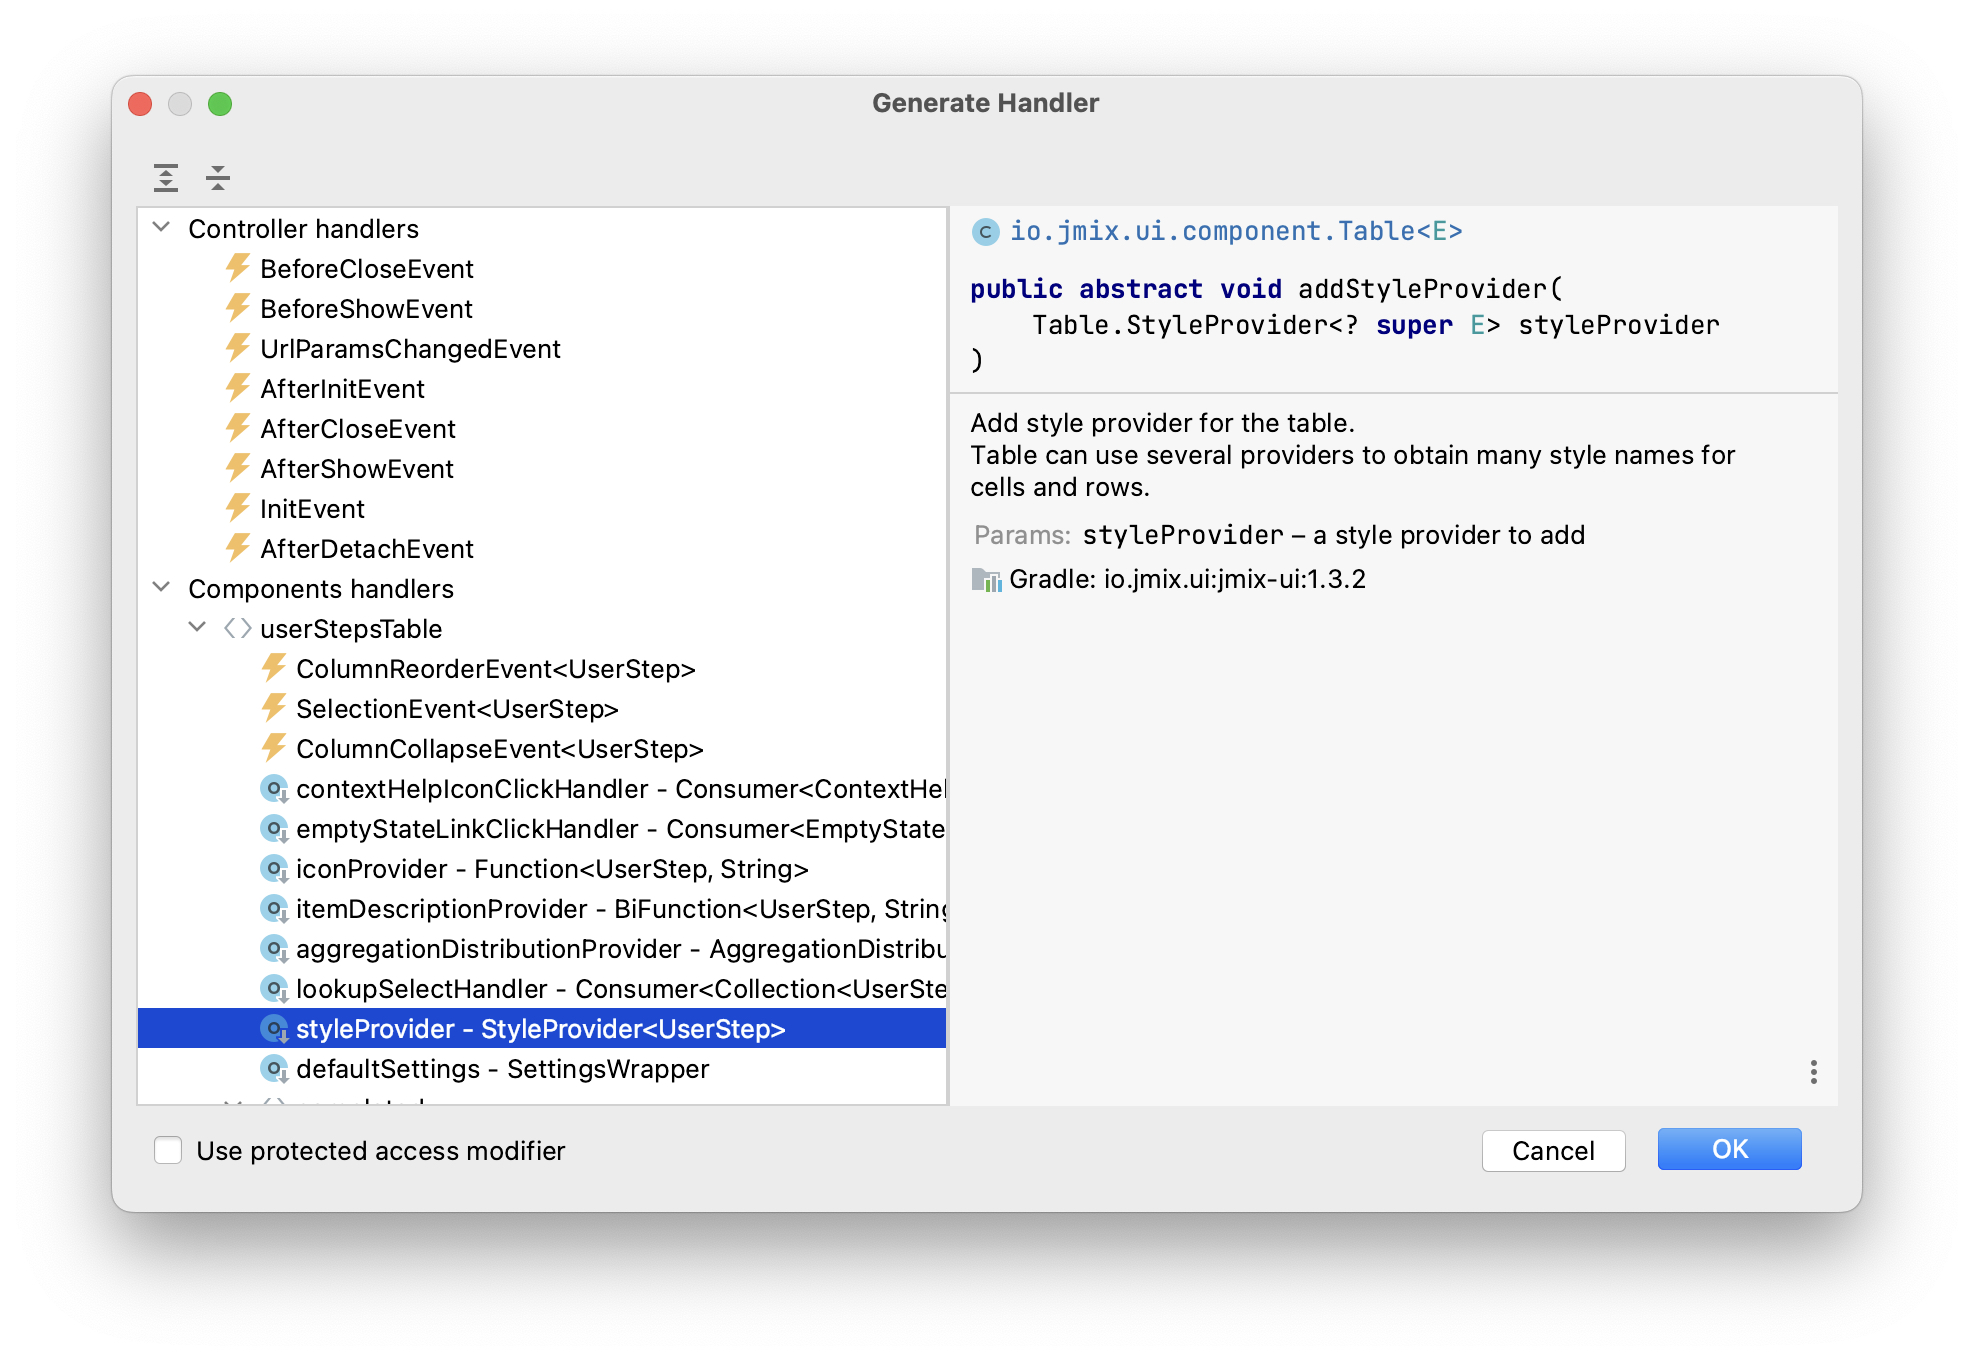 Generate Handler
Controller handlers
BeforeCloseEvent
BeforeShowEvent
UrlParamsChangedEvent
AfterInitEvent
AfterCloseEvent
AfterShowEvent
InitEvent
AfterDetachEvent
Components handlers
userStepsTable
ColumnReorderEvent<UserStep>
SelectionEvent<UserStep>
ColumnCollapseEvent<UserStep>
contextHelpIconClickHandler - Consumer<ContextHel
emptyStateLinkClickHandler - Consumer<EmptyState
iconProvider - Function<UserStep, String>
itemDescriptionProvider - BiFunction<UserStep, String
aggregationDistributionProvider - AggregationDistribu
lookupSelectHandler - Consumer<Collection<UserSte
styleProvider - StyleProvider<UserStep>
defaultSettings - SettingsWrapper
C io.jmix.ui.component.Table<E>
public abstract void addStyleProvider(
Table.StyleProvider<? super E> styleProvider
)
Add style provider for the table.
Table can use several providers to obtain many style names for
cells and rows.
Params: styleProvider – a style provider to add
Gradle: io.jmix.ui:jmix-ui:1.3.2
Use protected access modifier
Cancel
OK